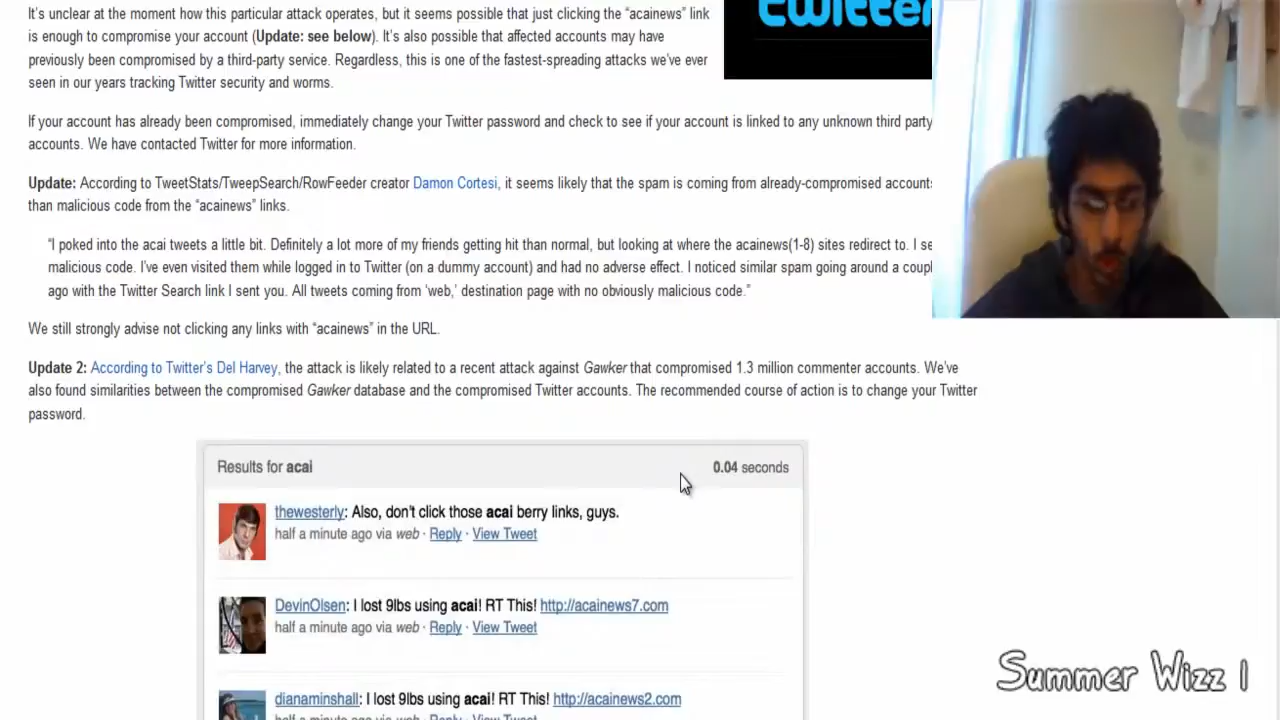 twitter
It's unclear at the moment how this particular attack operates, but it seems possible that just clicking the “acainews” link
is enough to compromise your account (Update: see below). It's also possible that affected accounts may have
previously been compromised by a third-party service. Regardless, this is one of the fastest-spreading attacks we've ever
seen in our years tracking Twitter security and worms.
If your account has already been compromised, immediately change your Twitter password and check to see if your account is linked to any unknown third party
accounts. We have contacted Twitter for more information.
Update: According to TweetStats/TweepSearch/RowFeeder creator Damon Cortesi, it seems likely that the spam is coming from already-compromised accounts
than malicious code from the “acainews” links.
“I poked into the acai tweets a little bit. Definitely a lot more of my friends getting hit than normal, but looking at where the acainews(1-8) sites redirect to. I se
malicious code. I've even visited them while logged in to Twitter (on a dummy account) and had no adverse effect. I noticed similar spam going around a coupl
ago with the Twitter Search link I sent you. All tweets coming from ‘web,’ destination page with no obviously malicious code.”
We still strongly advise not clicking any links with “acainews” in the URL.
Update 2: According to Twitter's Del Harvey, the attack is likely related to a recent attack against Gawker that compromised 1.3 million commenter accounts. We've
also found similarities between the compromised Gawker database and the compromised Twitter accounts. The recommended course of action is to change your Twitter
password.
Results for acai 0.04 seconds
thewesterly: Also, don't click those acai berry links, guys.
half a minute ago via web · Reply · View Tweet
DevinOlsen: I lost 9lbs using acai! RT This! http://acainews7.com
half a minute ago via web · Reply · View Tweet
dianaminshall: I lost 9lbs using acai! RT This! http://acainews2.com
half a minute ago via web · Reply · View Tweet
Summer Wizz 1